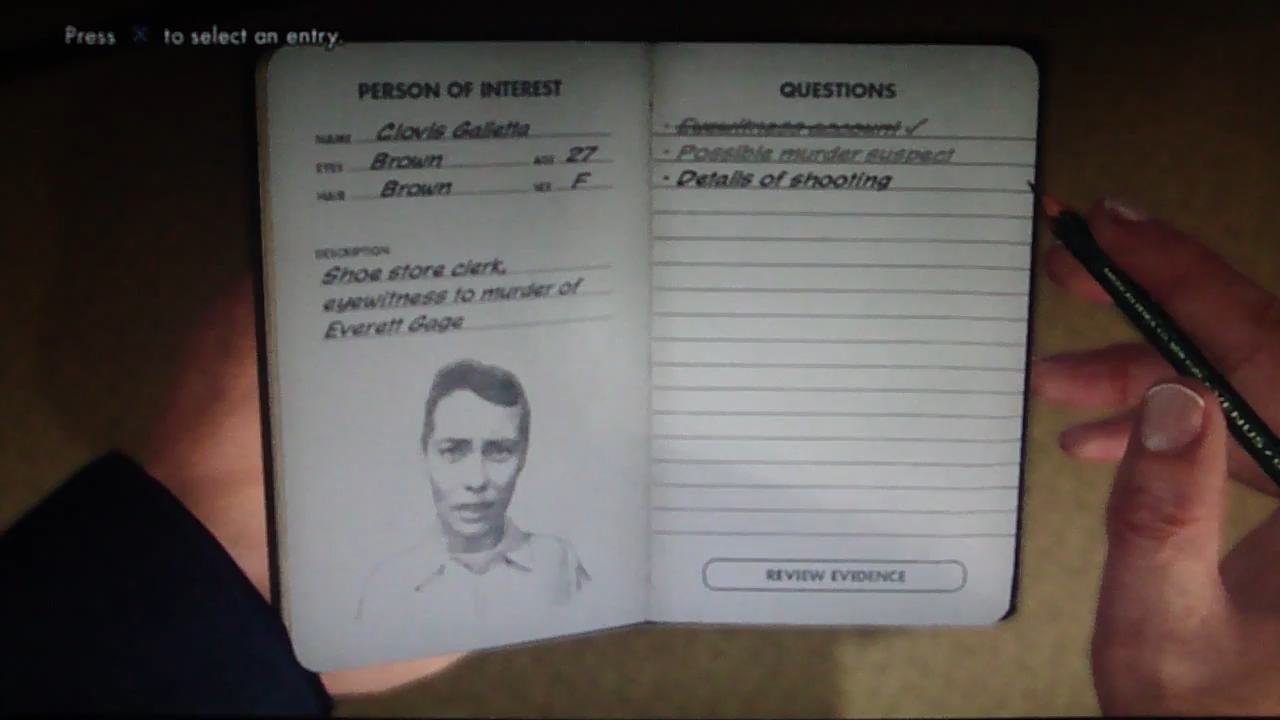 Press X to select an entry.
PERSON OF INTEREST
NAME Clovis Galletta
EYES Brown AGE 27
HAIR Brown SEX F
DESCRIPTION
Shoe store clerk,
eyewitness to murder of
Everett Gage
QUESTIONS
· Eyewitness account ✓
· Possible murder suspect
· Details of shooting
REVIEW EVIDENCE
VENUS